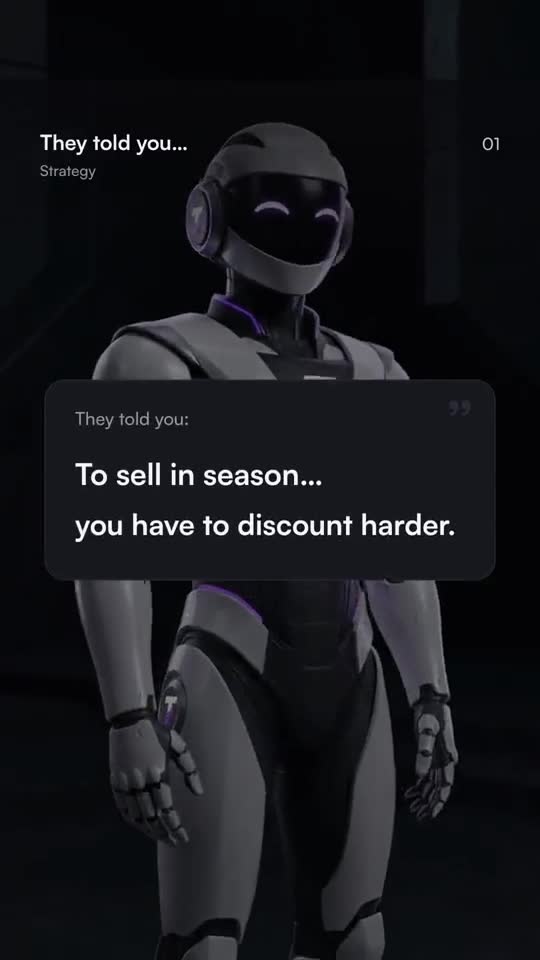 They told you...
01
Strategy
They told you:
To sell in season...
you have to discount harder.